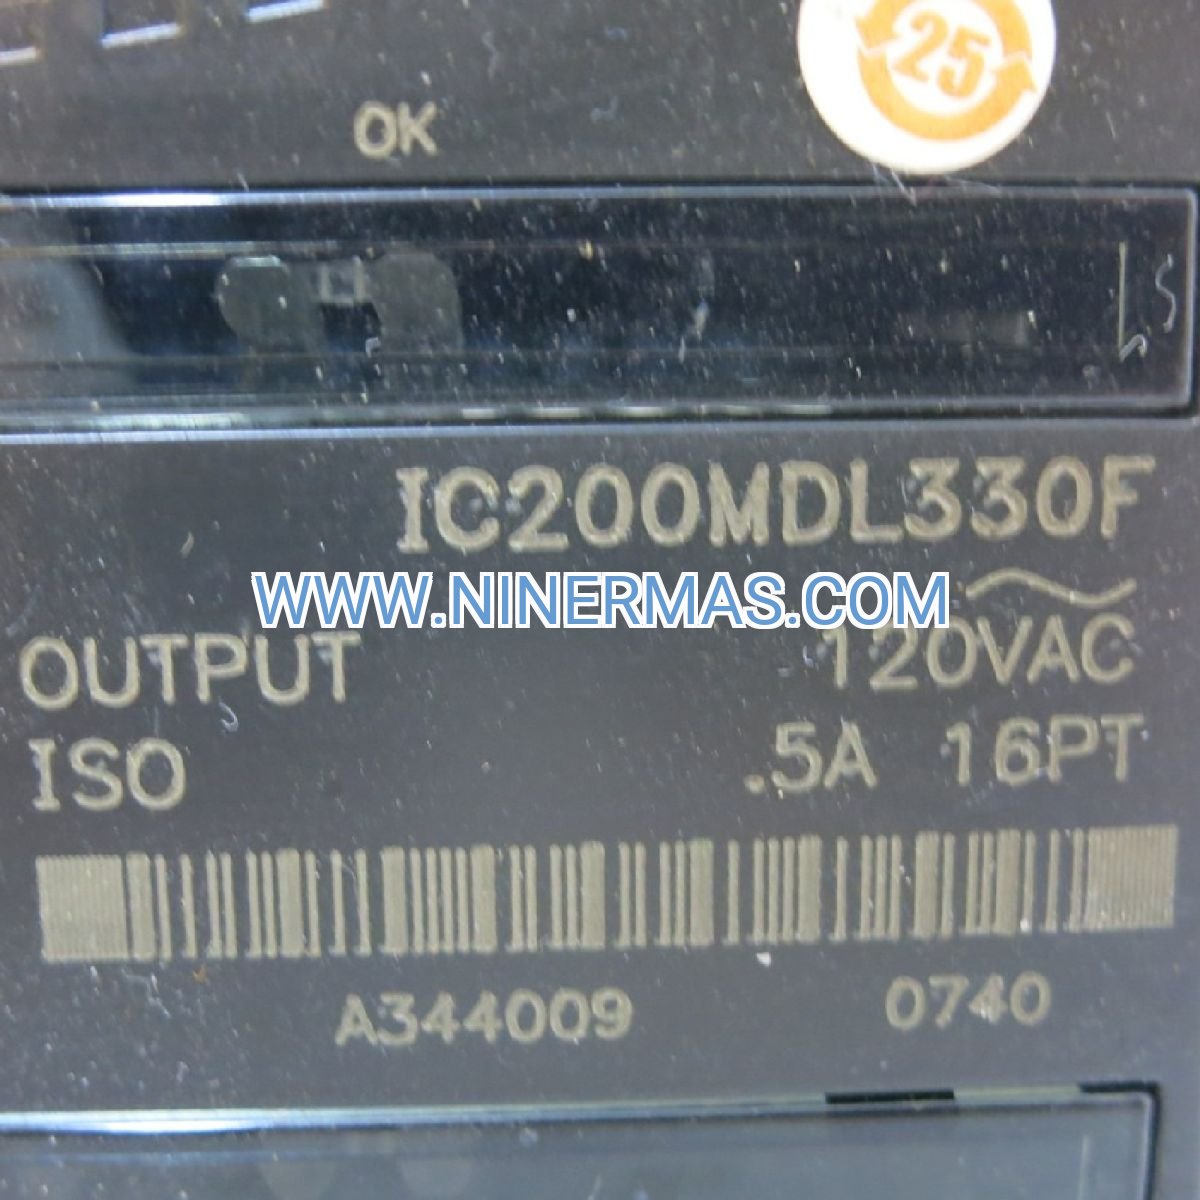 25
OK
IC200MDL330F
WWW.NINERMAS.COM
OUTPUT 120VAC
ISO .5A 16PT
A344009 0740